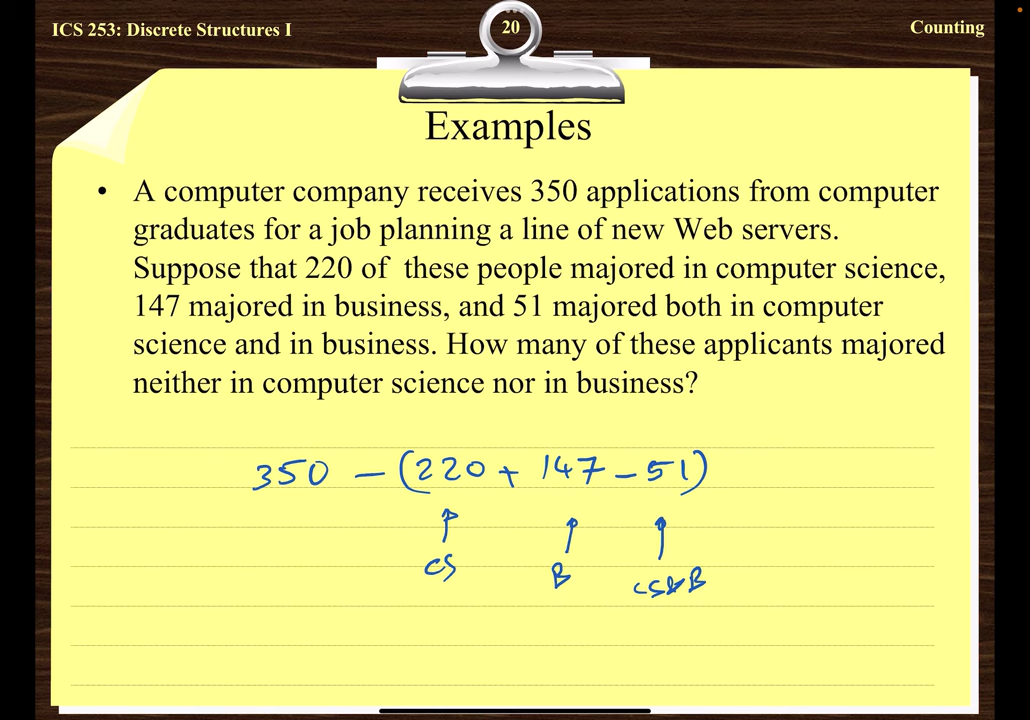 ICS 253: Discrete Structures I
20
Counting
Examples
• A computer company receives 350 applications from computer
graduates for a job planning a line of new Web servers.
Suppose that 220 of these people majored in computer science,
147 majored in business, and 51 majored both in computer
science and in business. How many of these applicants majored
neither in computer science nor in business?
350 – (220 + 147 – 51)
CS B CS&B